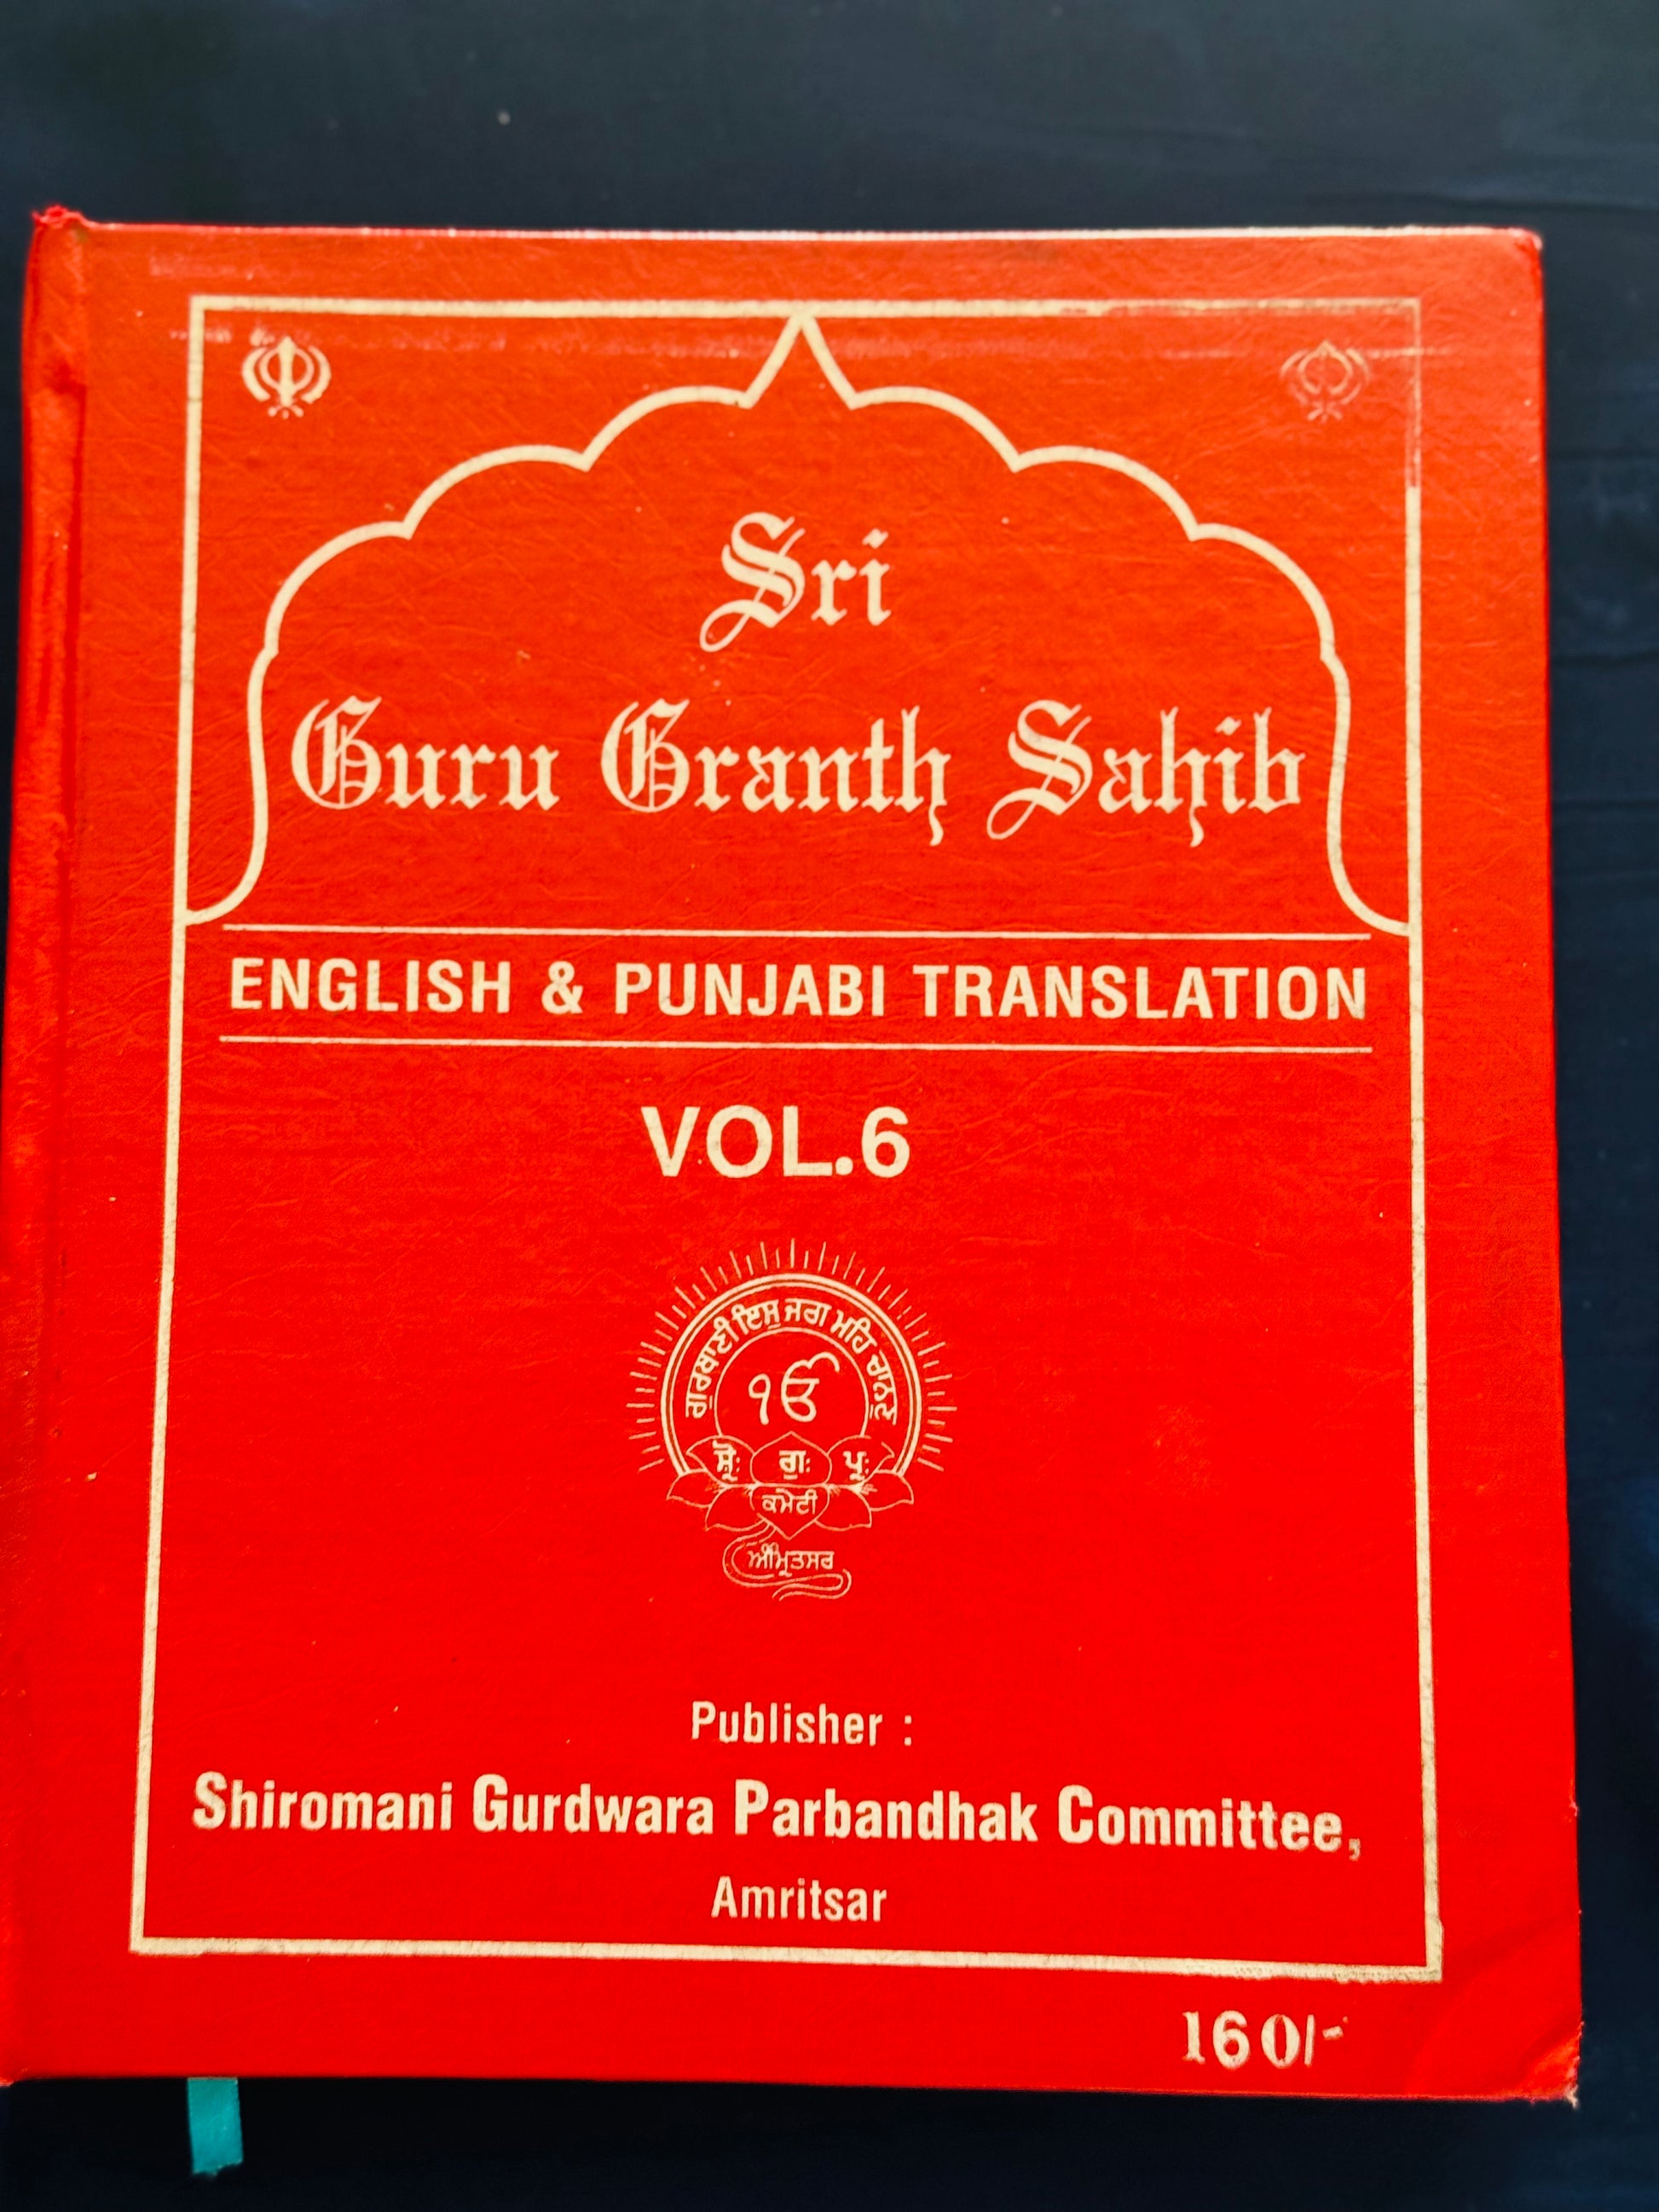 Sri
Guru Granth Sahib
ENGLISH & PUNJABI TRANSLATION
VOL.6
ਗੁਰਬਾਣੀ ਇਸੁ ਜਗ ਮਹਿ ਚਾਨਣੁ
ੴ
ਸ਼੍ਰੋ: ਗੁ: ਪ੍ਰ:
ਕਮੇਟੀ
ਅੰਮ੍ਰਿਤਸਰ
Publisher :
Shiromani Gurdwara Parbandhak Committee,
Amritsar
160/-